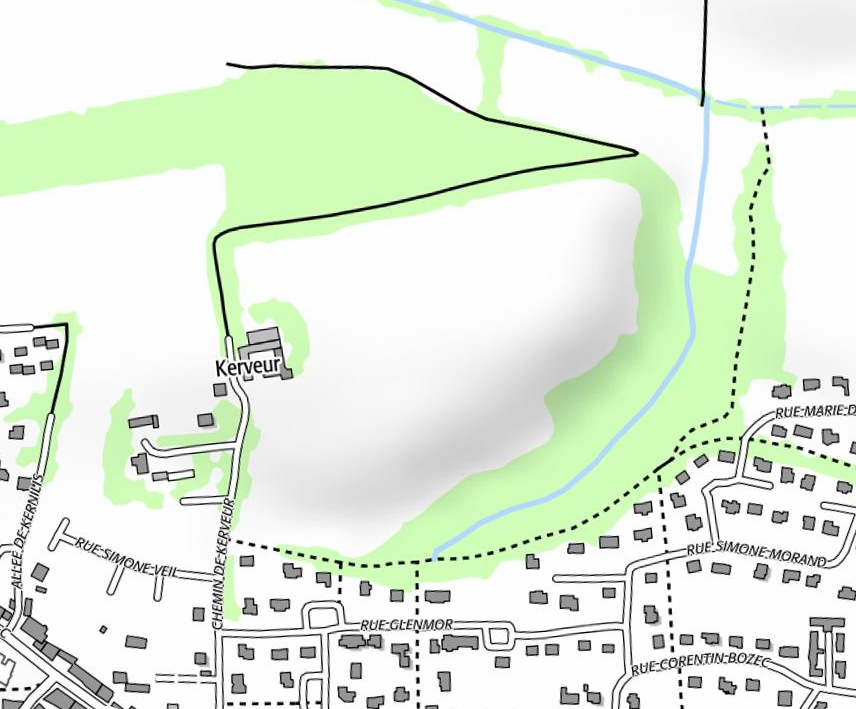 Kerveur
RUE MARIE D
ALLEE DE KERNILIS
CHEMIN DE KERVEUR
RUE SIMONE VEIL
RUE SIMONE MORAND
RUE GLENMOR
RUE CORENTIN BOZEC